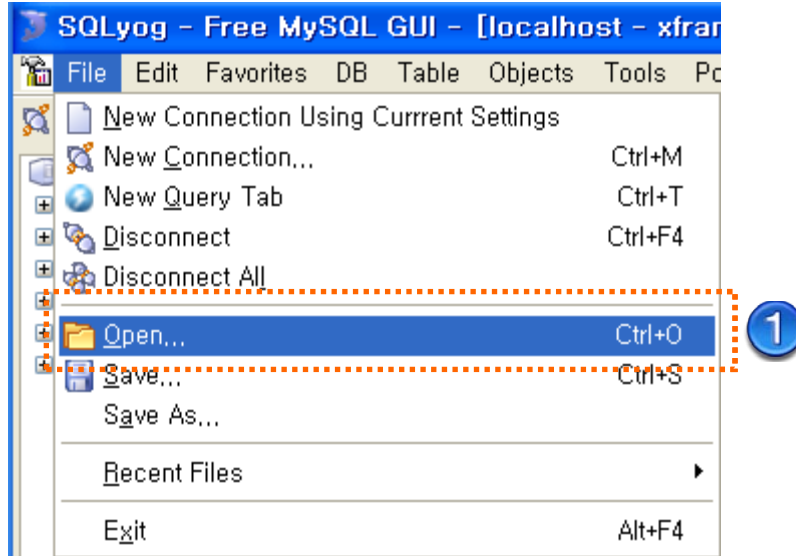 SQLyog - Free MySQL GUI - [localhost - xfran
File Edit Favorites DB Table Objects Tools
New Connection Using Currrent Settings
New Connection... Ctrl+M
New Query Tab Ctrl+T
Disconnect Ctrl+F4
Disconnect All
Open... Ctrl+O
1
Save... Ctrl+S
Save As...
Recent Files
Exit Alt+F4